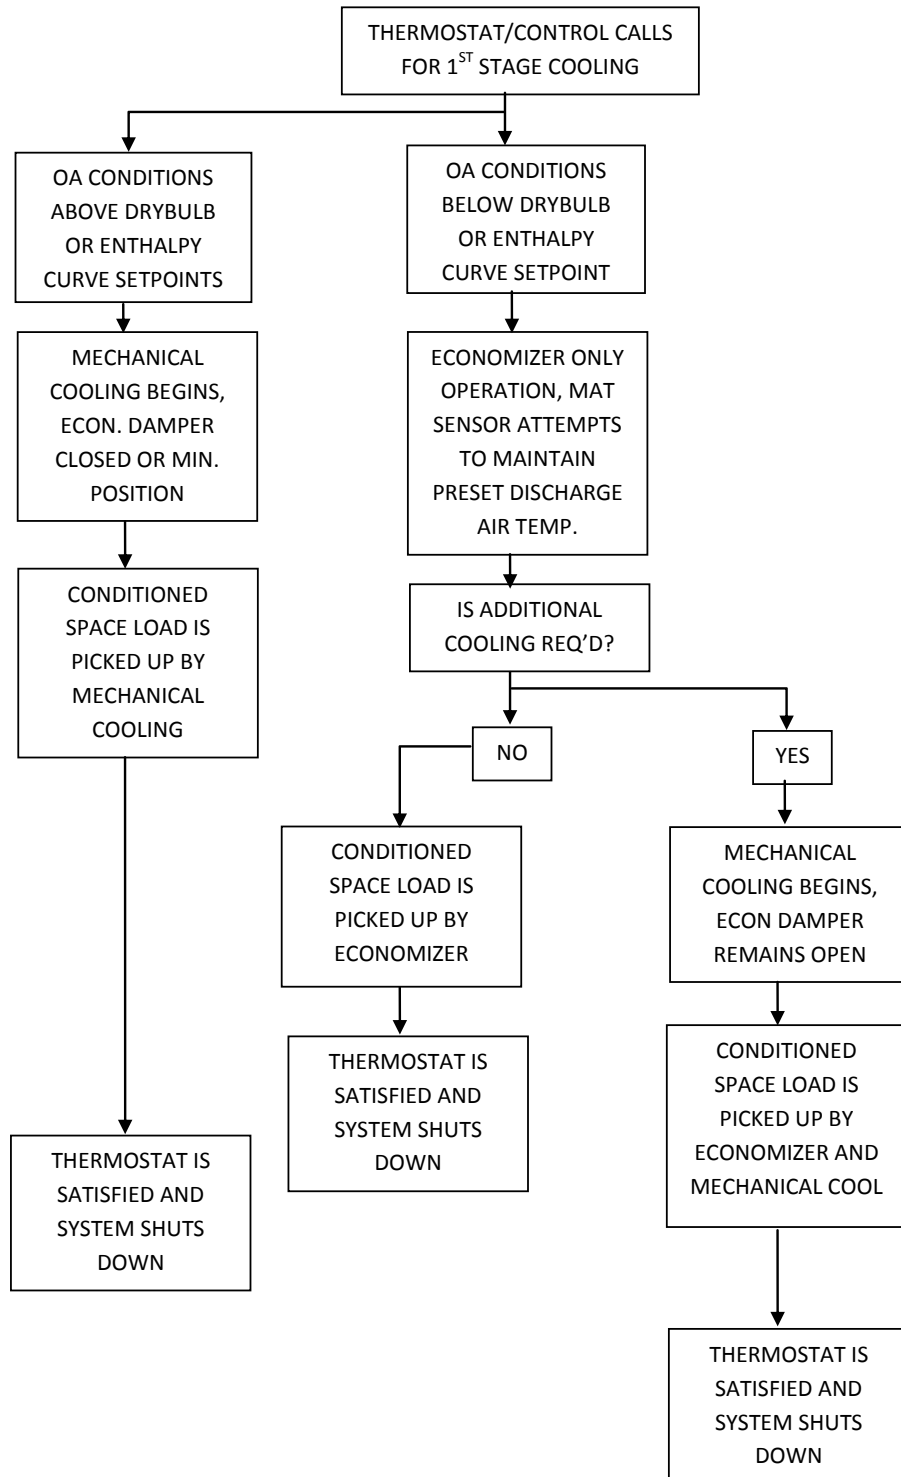 THERMOSTAT/CONTROL CALLS
FOR 1ST STAGE COOLING
OA CONDITIONS
ABOVE DRYBULB
OR ENTHALPY
CURVE SETPOINTS
OA CONDITIONS
BELOW DRYBULB
OR ENTHALPY
CURVE SETPOINT
MECHANICAL
COOLING BEGINS,
ECON. DAMPER
CLOSED OR MIN.
POSITION
ECONOMIZER ONLY
OPERATION, MAT
SENSOR ATTEMPTS
TO MAINTAIN
PRESET DISCHARGE
AIR TEMP.
CONDITIONED
SPACE LOAD IS
PICKED UP BY
MECHANICAL
COOLING
IS ADDITIONAL
COOLING REQ’D?
NO
YES
CONDITIONED
SPACE LOAD IS
PICKED UP BY
ECONOMIZER
MECHANICAL
COOLING BEGINS,
ECON DAMPER
REMAINS OPEN
THERMOSTAT IS
SATISFIED AND
SYSTEM SHUTS
DOWN
CONDITIONED
SPACE LOAD IS
PICKED UP BY
ECONOMIZER AND
MECHANICAL COOL
THERMOSTAT IS
SATISFIED AND
SYSTEM SHUTS
DOWN
THERMOSTAT IS
SATISFIED AND
SYSTEM SHUTS
DOWN